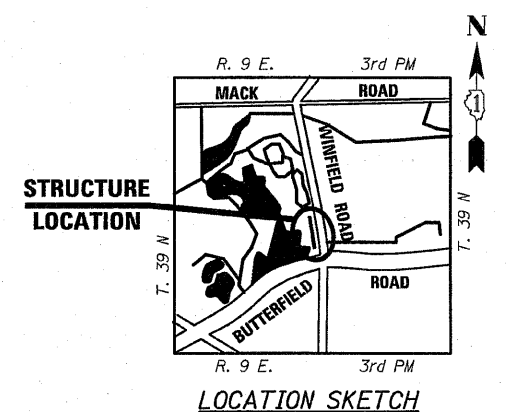 N
R. 9 E. 3rd PM
MACK ROAD
1
WINFIELD ROAD
STRUCTURE
LOCATION
T. 39 N
T. 39 N
BUTTERFIELD ROAD
R. 9 E. 3rd PM
LOCATION SKETCH